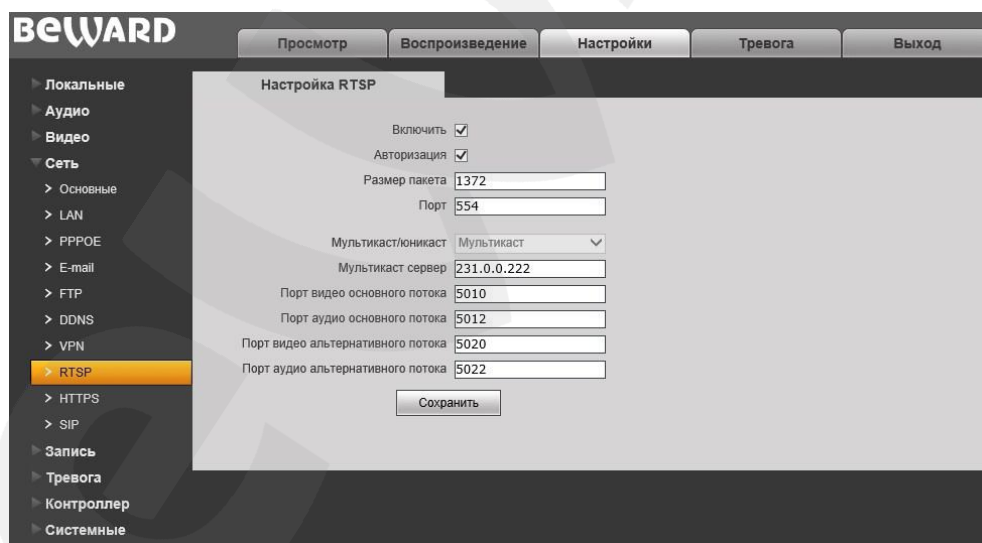 BEWARD
Просмотр
Воспроизведение
Настройки
Тревога
Выход
Локальные
Аудио
Видео
Сеть
Основные
LAN
PPPOE
E-mail
FTP
DDNS
VPN
RTSP
HTTPS
SIP
Запись
Тревога
Контроллер
Системные
Настройка RTSP
Включить
Авторизация
Размер пакета 1372
Порт 554
Мультикаст/юникаст Мультикаст
Мультикаст сервер 231.0.0.222
Порт видео основного потока 5010
Порт аудио основного потока 5012
Порт видео альтернативного потока 5020
Порт аудио альтернативного потока 5022
Сохранить